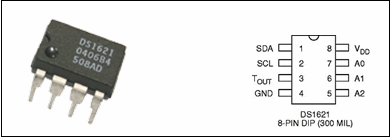 DS1621
0406B4
508AD
SDA 1 8 VDD
SCL 2 7 A0
TOUT 3 6 A1
GND 4 5 A2
DS1621
8-PIN DIP (300 MIL)